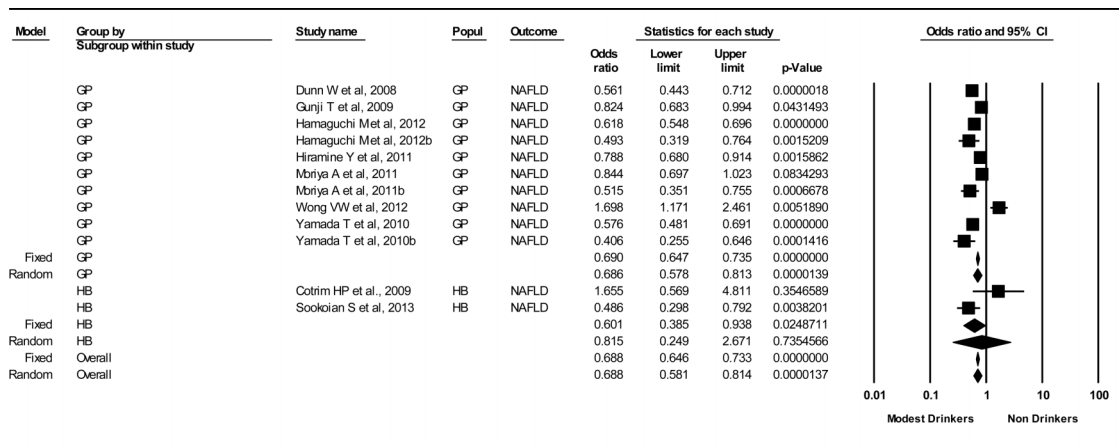 Model Group by Study name Popul Outcome Statistics for each study Odds ratio and 95% CI
Subgroup within study
Odds Lower Upper
ratio limit limit p-Value
GP Dunn W et al, 2008 GP NAFLD 0.561 0.443 0.712 0.0000018
GP Gunji T et al, 2009 GP NAFLD 0.824 0.683 0.994 0.0431493
GP Hamaguchi M et al, 2012 GP NAFLD 0.618 0.548 0.696 0.0000000
GP Hamaguchi M et al, 2012b GP NAFLD 0.493 0.319 0.764 0.0015209
GP Hiramine Y et al, 2011 GP NAFLD 0.788 0.680 0.914 0.0015862
GP Moriya A et al, 2011 GP NAFLD 0.844 0.697 1.023 0.0834293
GP Moriya A et al, 2011b GP NAFLD 0.515 0.351 0.755 0.0006678
GP Wong VW et al, 2012 GP NAFLD 1.698 1.171 2.461 0.0051890
GP Yamada T et al, 2010 GP NAFLD 0.576 0.481 0.691 0.0000000
GP Yamada T et al, 2010b GP NAFLD 0.406 0.255 0.646 0.0001416
Fixed GP 0.690 0.647 0.735 0.0000000
Random GP 0.686 0.578 0.813 0.0000139
HB Cotrim HP et al., 2009 HB NAFLD 1.655 0.569 4.811 0.3546589
HB Sookoian S et al, 2013 HB NAFLD 0.486 0.298 0.792 0.0038201
Fixed HB 0.601 0.385 0.938 0.0248711
Random HB 0.815 0.249 2.671 0.7354566
Fixed Overall 0.688 0.646 0.733 0.0000000
Random Overall 0.688 0.581 0.814 0.0000137
0.01 0.1 1 10 100
Modest Drinkers Non Drinkers